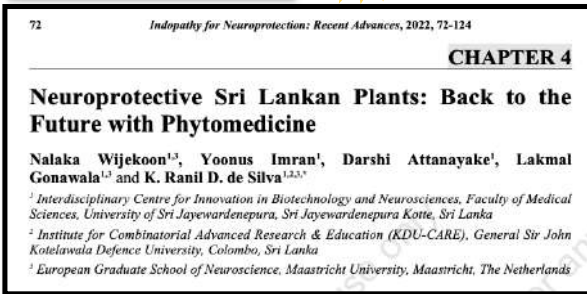 72 Indopathy for Neuroprotection: Recent Advances, 2022, 72-124
CHAPTER 4
Neuroprotective Sri Lankan Plants: Back to the
Future with Phytomedicine
Nalaka Wijekoon1,3, Yoonus Imran1, Darshi Attanayake1, Lakmal
Gonawala1,3 and K. Ranil D. de Silva1,2,3,*
1 Interdisciplinary Centre for Innovation in Biotechnology and Neurosciences, Faculty of Medical
Sciences, University of Sri Jayewardenepura, Sri Jayewardenepura Kotte, Sri Lanka
2 Institute for Combinatorial Advanced Research & Education (KDU-CARE), General Sir John
Kotelawala Defence University, Colombo, Sri Lanka
3 European Graduate School of Neuroscience, Maastricht University, Maastricht, The Netherlands